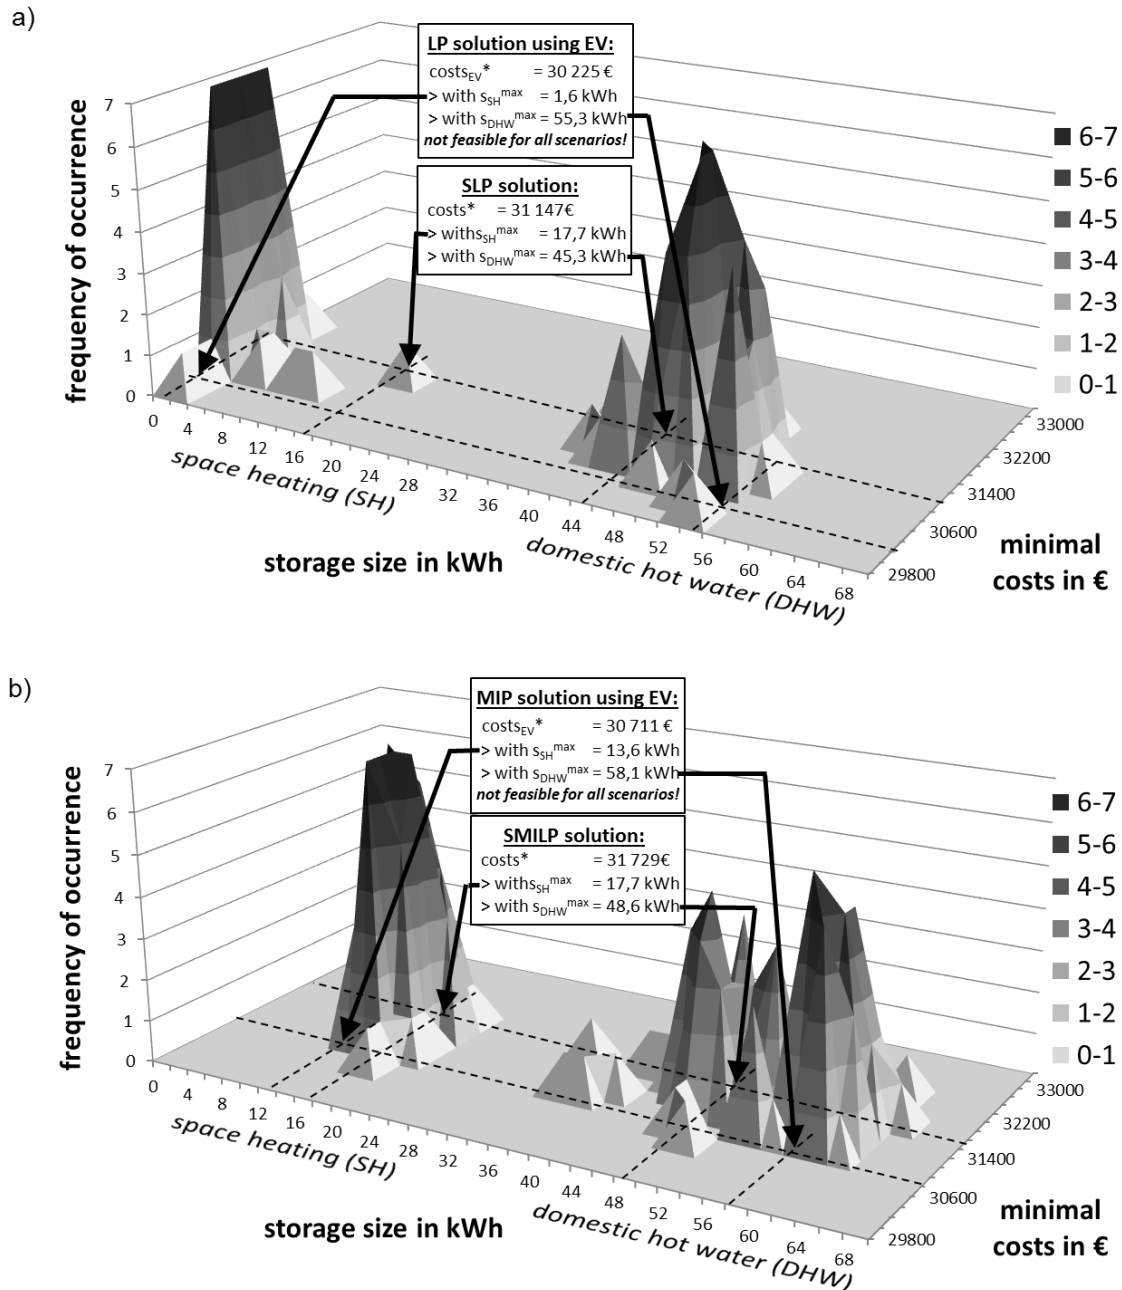 a)
LP solution using EV:
costsEV* = 30 225 €
> with sSHmax = 1,6 kWh
> with sDHWmax = 55,3 kWh
not feasible for all scenarios!
SLP solution:
costs* = 31 147€
> withsSHmax = 17,7 kWh
> with sDHWmax = 45,3 kWh
frequency of occurrence
7
6
5
4
3
2
1
0
0
4
8
12
16
20
24
28
32
36
40
44
48
52
56
60
64
68
space heating (SH)
domestic hot water (DHW)
storage size in kWh
29800
30600
31400
32200
33000
minimal
costs in €
6-7
5-6
4-5
3-4
2-3
1-2
0-1
b)
MIP solution using EV:
costsEV* = 30 711 €
> with sSHmax = 13,6 kWh
> with sDHWmax = 58,1 kWh
not feasible for all scenarios!
SMILP solution:
costs* = 31 729€
> withsSHmax = 17,7 kWh
> with sDHWmax = 48,6 kWh
frequency of occurrence
7
6
5
4
3
2
1
0
0
4
8
12
16
20
24
28
32
36
40
44
48
52
56
60
64
68
space heating (SH)
domestic hot water (DHW)
storage size in kWh
29800
30600
31400
32200
33000
minimal
costs in €
6-7
5-6
4-5
3-4
2-3
1-2
0-1